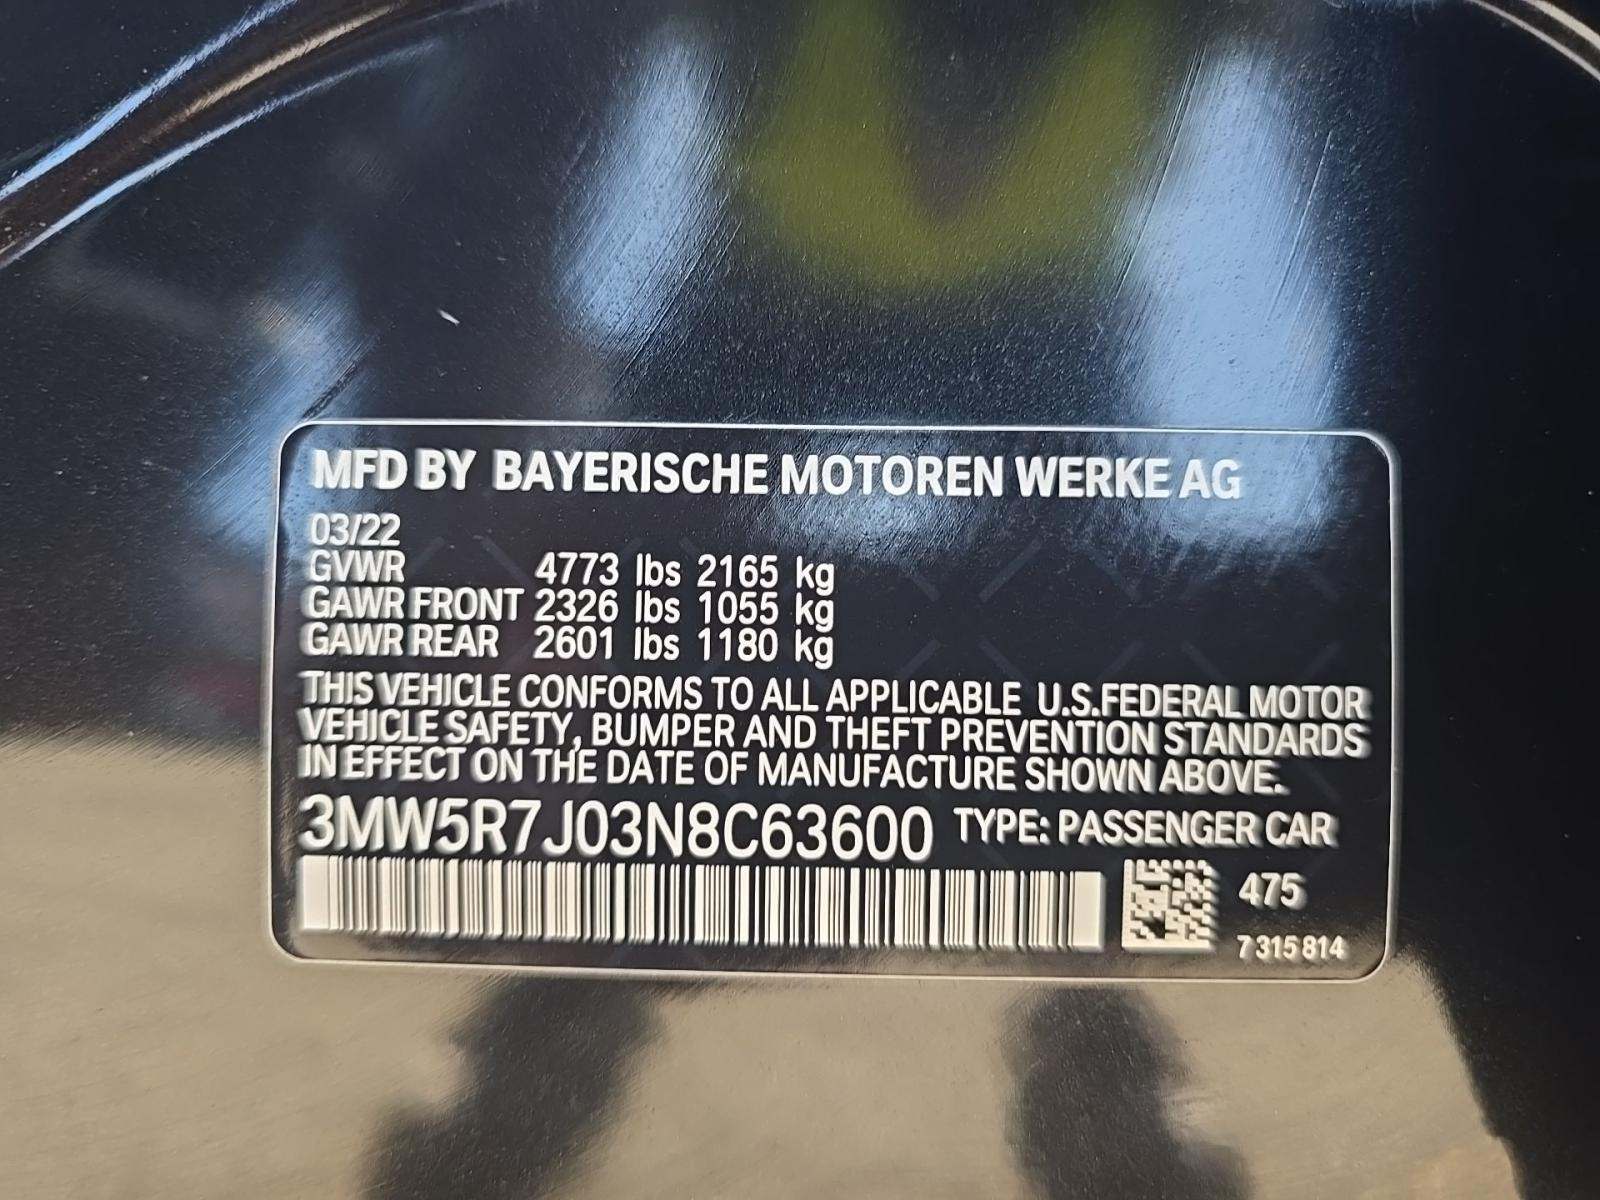 MFD BY BAYERISCHE MOTOREN WERKE AG
03/22
GVWR 4773 lbs 2165 kg
GAWR FRONT 2326 lbs 1055 kg
GAWR REAR 2601 lbs 1180 kg
THIS VEHICLE CONFORMS TO ALL APPLICABLE U.S.FEDERAL MOTOR
VEHICLE SAFETY, BUMPER AND THEFT PREVENTION STANDARDS
IN EFFECT ON THE DATE OF MANUFACTURE SHOWN ABOVE.
3MW5R7J03N8C63600 TYPE: PASSENGER CAR
475
7 315 814